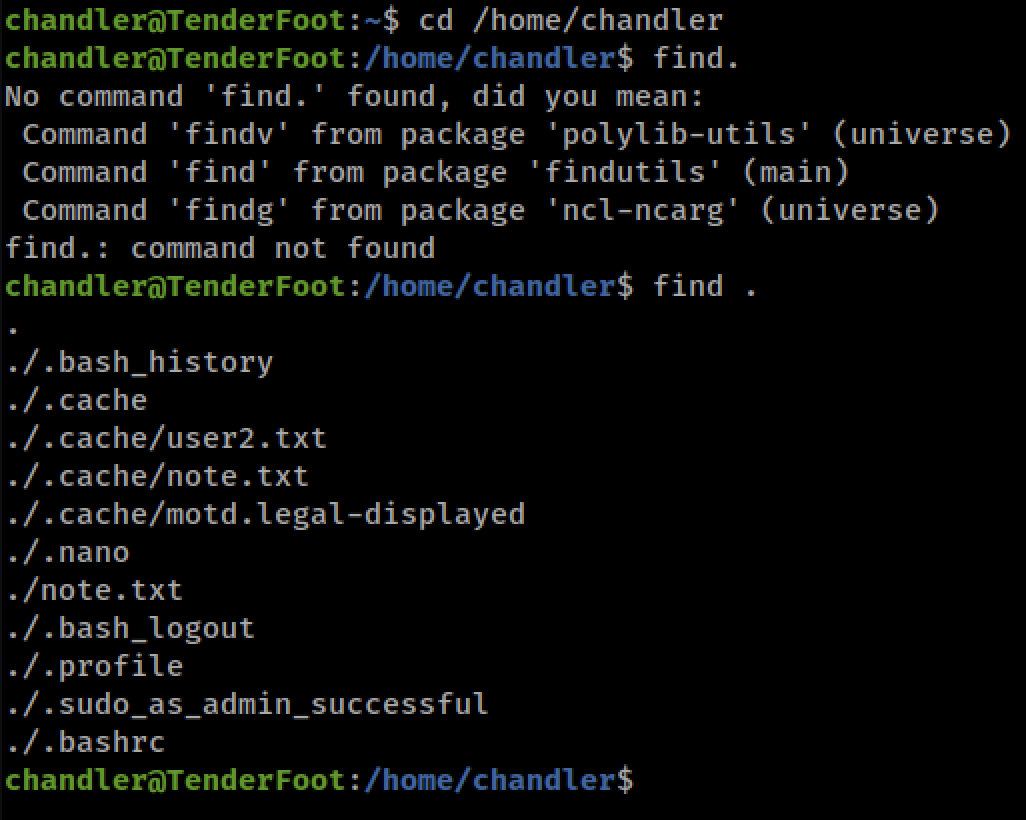 chandler@TenderFoot:~$ cd /home/chandler
chandler@TenderFoot:/home/chandler$ find.
No command 'find.' found, did you mean:
 Command 'findv' from package 'polylib-utils' (universe)
 Command 'find' from package 'findutils' (main)
 Command 'findg' from package 'ncl-ncarg' (universe)
find.: command not found
chandler@TenderFoot:/home/chandler$ find .
.
./.bash_history
./.cache
./.cache/user2.txt
./.cache/note.txt
./.cache/motd.legal-displayed
./.nano
./note.txt
./.bash_logout
./.profile
./.sudo_as_admin_successful
./.bashrc
chandler@TenderFoot:/home/chandler$